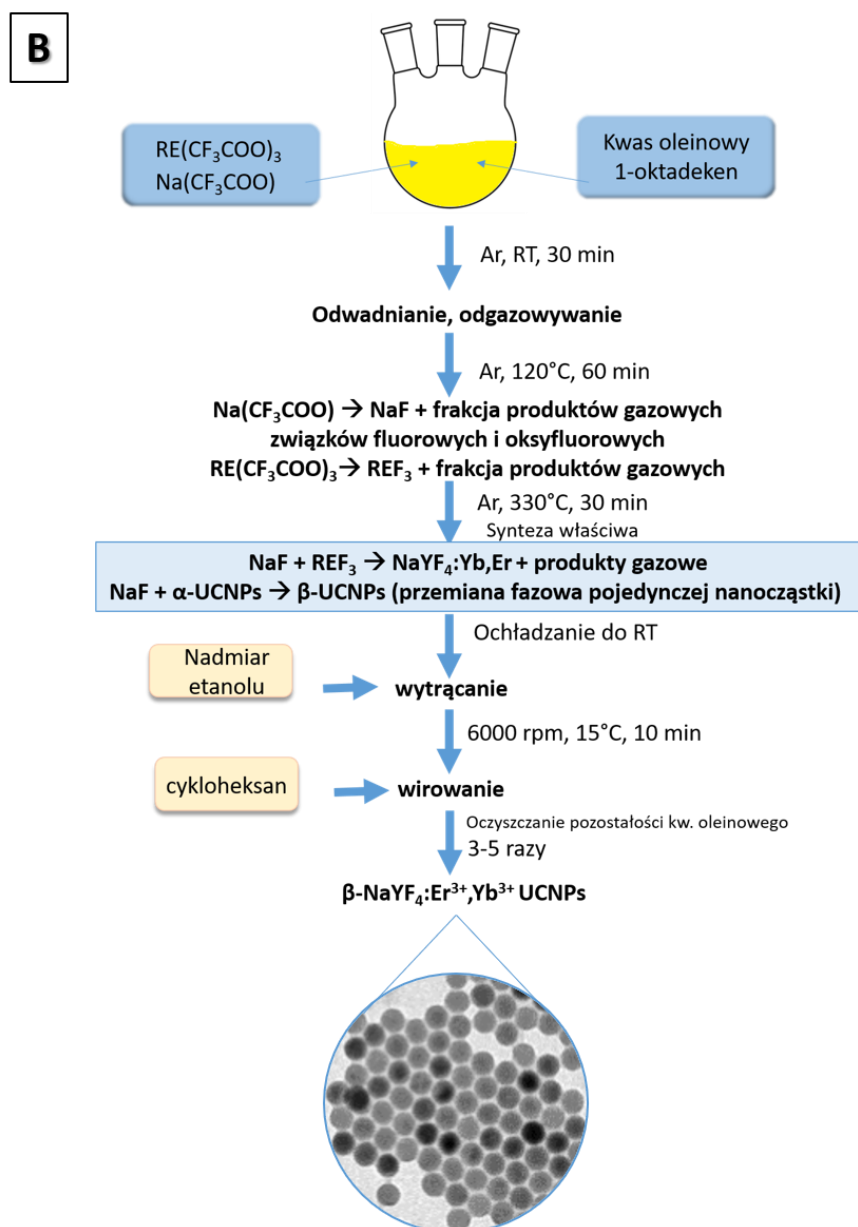 B
RE(CF₃COO)₃
Na(CF₃COO)
Kwas oleinowy
1-oktadeken
Ar, RT, 30 min
Odwadnianie, odgazowywanie
Ar, 120°C, 60 min
Na(CF₃COO) → NaF + frakcja produktów gazowych
związków fluorowych i oksyfluorowych
RE(CF₃COO)₃→ REF₃ + frakcja produktów gazowych
Ar, 330°C, 30 min
Synteza właściwa
NaF + REF₃ → NaYF₄:Yb,Er + produkty gazowe
NaF + α-UCNPs → β-UCNPs (przemiana fazowa pojedynczej nanocząstki)
Ochładzanie do RT
Nadmiar
etanolu
wytrącanie
6000 rpm, 15°C, 10 min
cykloheksan
wirowanie
Oczyszczanie pozostałości kw. oleinowego
3-5 razy
β-NaYF₄:Er³⁺,Yb³⁺ UCNPs